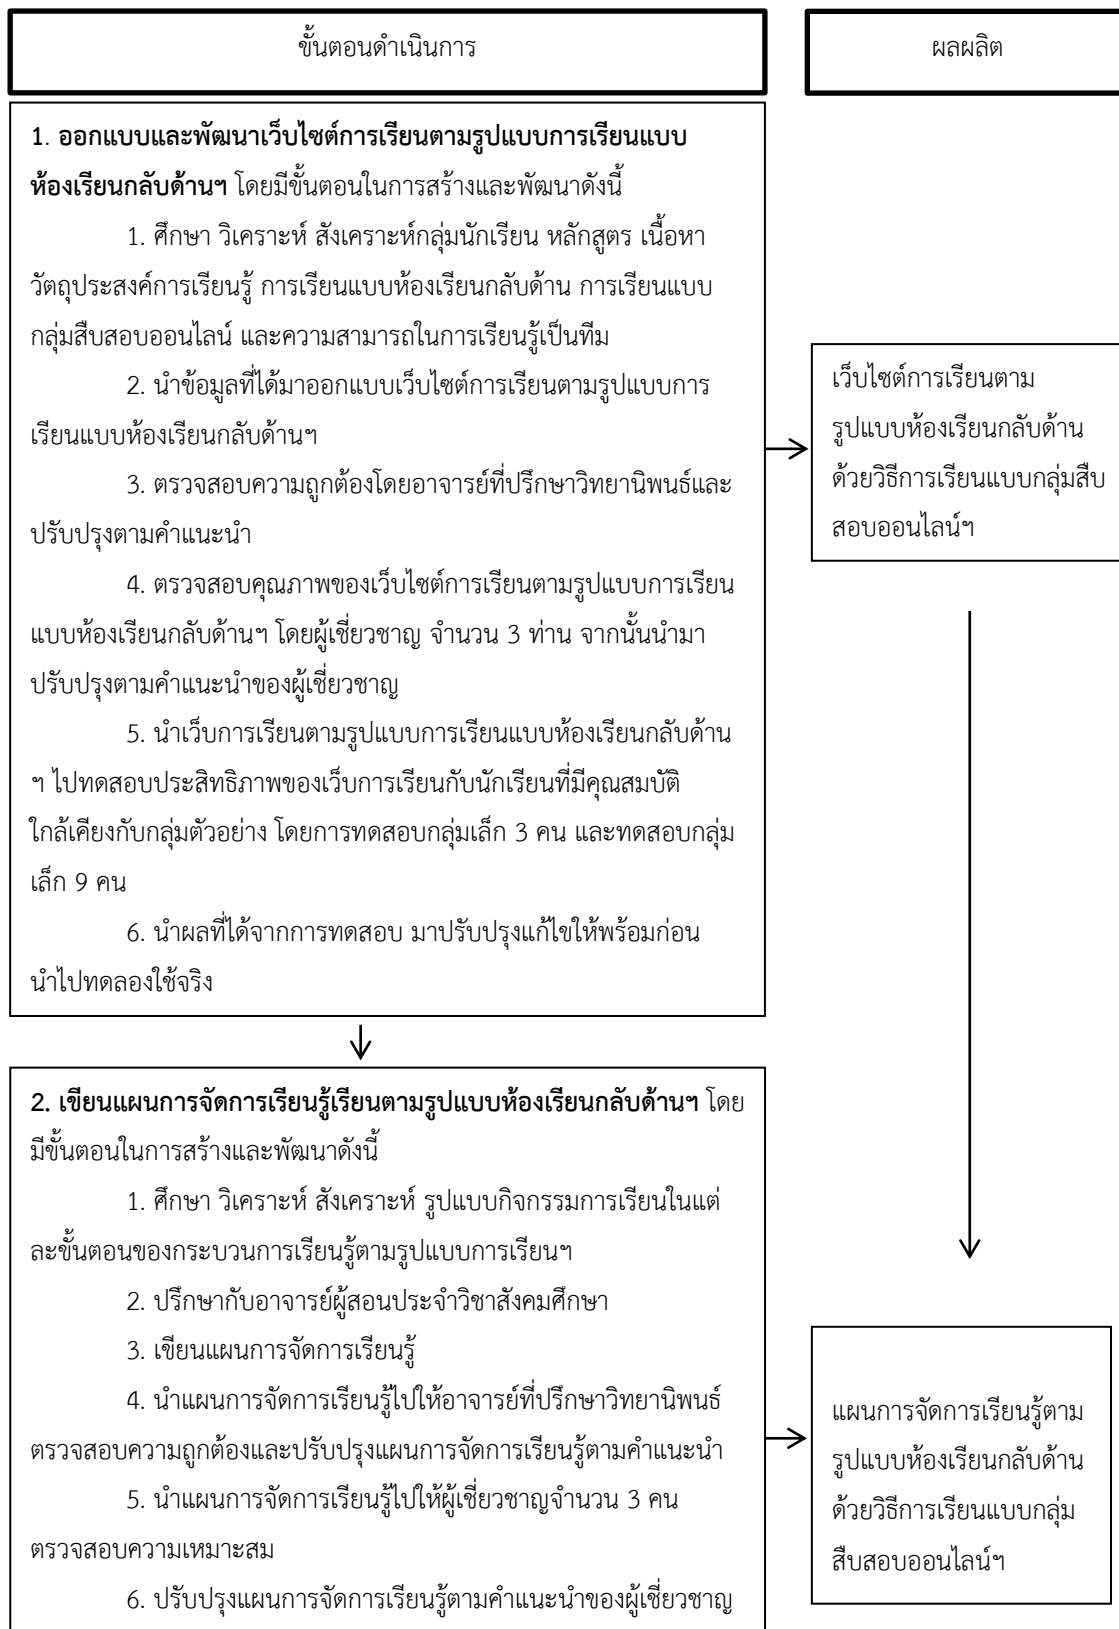 ขั้นตอนดำเนินการ
ผลผลิต
1. ออกแบบและพัฒนาเว็บไซต์การเรียนตามรูปแบบการเรียนแบบ
ห้องเรียนกลับด้านฯ โดยมีขั้นตอนในการสร้างและพัฒนาดังนี้
1. ศึกษา วิเคราะห์ สังเคราะห์กลุ่มนักเรียน หลักสูตร เนื้อหา
วัตถุประสงค์การเรียนรู้ การเรียนแบบห้องเรียนกลับด้าน การเรียนแบบ
กลุ่มสืบสอบออนไลน์ และความสามารถในการเรียนรู้เป็นทีม
2. นำข้อมูลที่ได้มาออกแบบเว็บไซต์การเรียนตามรูปแบบการ
เรียนแบบห้องเรียนกลับด้านฯ
3. ตรวจสอบความถูกต้องโดยอาจารย์ที่ปรึกษาวิทยานิพนธ์และ
ปรับปรุงตามคำแนะนำ
4. ตรวจสอบคุณภาพของเว็บไซต์การเรียนตามรูปแบบการเรียน
แบบห้องเรียนกลับด้านฯ โดยผู้เชี่ยวชาญ จำนวน 3 ท่าน จากนั้นนำมา
ปรับปรุงตามคำแนะนำของผู้เชี่ยวชาญ
5. นำเว็บการเรียนตามรูปแบบการเรียนแบบห้องเรียนกลับด้าน
ฯ ไปทดสอบประสิทธิภาพของเว็บการเรียนกับนักเรียนที่มีคุณสมบัติ
ใกล้เคียงกับกลุ่มตัวอย่าง โดยการทดสอบกลุ่มเล็ก 3 คน และทดสอบกลุ่ม
เล็ก 9 คน
6. นำผลที่ได้จากการทดสอบ มาปรับปรุงแก้ไขให้พร้อมก่อน
นำไปทดลองใช้จริง
เว็บไซต์การเรียนตาม
รูปแบบห้องเรียนกลับด้าน
ด้วยวิธีการเรียนแบบกลุ่มสืบ
สอบออนไลน์ฯ
2. เขียนแผนการจัดการเรียนรู้เรียนตามรูปแบบห้องเรียนกลับด้านฯ โดย
มีขั้นตอนในการสร้างและพัฒนาดังนี้
1. ศึกษา วิเคราะห์ สังเคราะห์ รูปแบบกิจกรรมการเรียนในแต่
ละขั้นตอนของกระบวนการเรียนรู้ตามรูปแบบการเรียนฯ
2. ปรึกษากับอาจารย์ผู้สอนประจำวิชาสังคมศึกษา
3. เขียนแผนการจัดการเรียนรู้
4. นำแผนการจัดการเรียนรู้ไปให้อาจารย์ที่ปรึกษาวิทยานิพนธ์
ตรวจสอบความถูกต้องและปรับปรุงแผนการจัดการเรียนรู้ตามคำแนะนำ
5. นำแผนการจัดการเรียนรู้ไปให้ผู้เชี่ยวชาญจำนวน 3 คน
ตรวจสอบความเหมาะสม
6. ปรับปรุงแผนการจัดการเรียนรู้ตามคำแนะนำของผู้เชี่ยวชาญ
แผนการจัดการเรียนรู้ตาม
รูปแบบห้องเรียนกลับด้าน
ด้วยวิธีการเรียนแบบกลุ่ม
สืบสอบออนไลน์ฯ